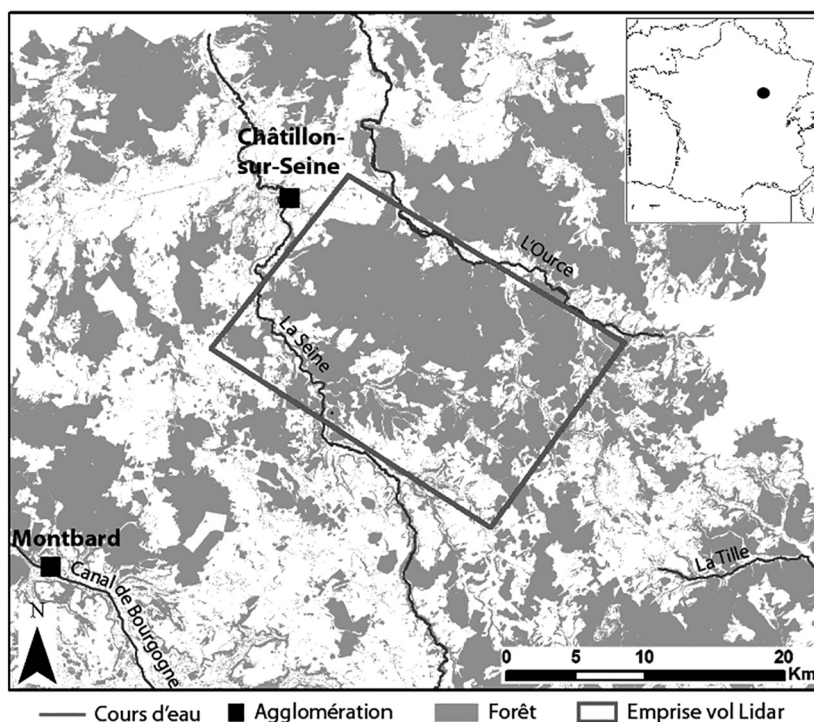 Châtillon-
sur-Seine
L'Ource
La Seine
Montbard
Canal de Bourgogne
La Tille
N
0 5 10 20
Km
Cours d'eau Agglomération Forêt Emprise vol Lidar